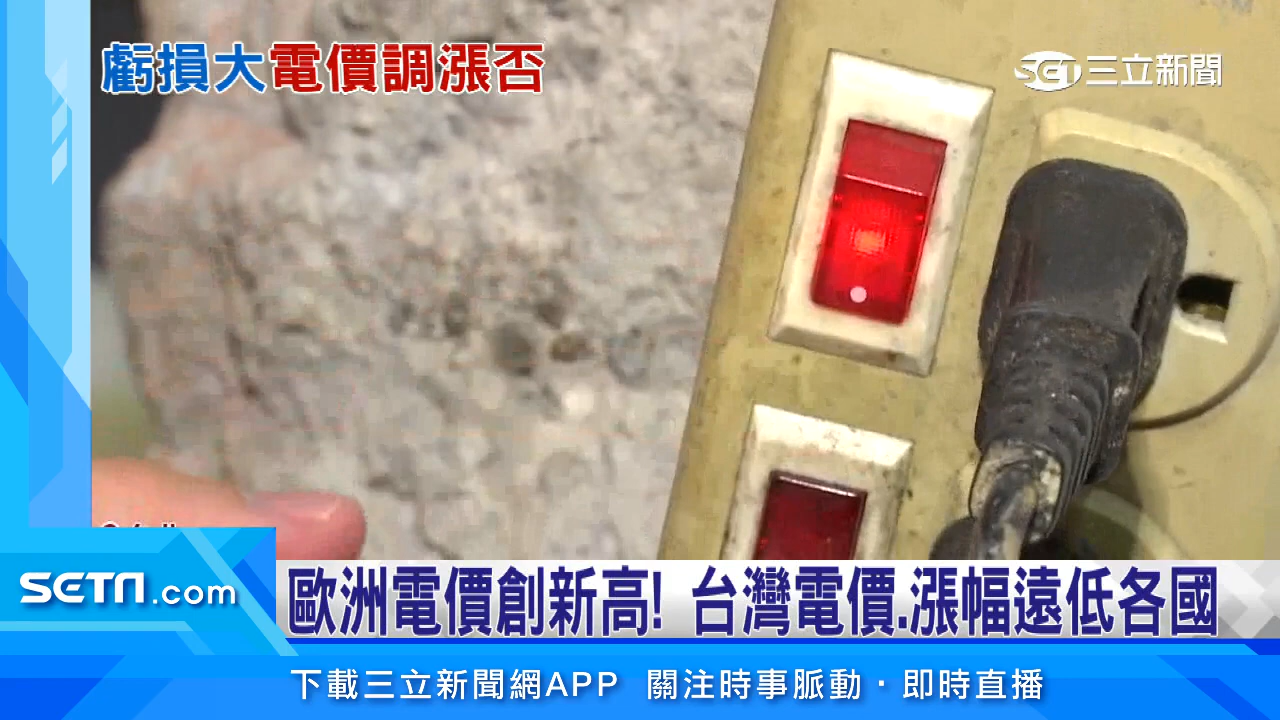 虧損大電價調漲否
SET三立新聞
SETN.com
歐洲電價創新高! 台灣電價.漲幅遠低各國
下載三立新聞網APP 關注時事脈動·即時直播